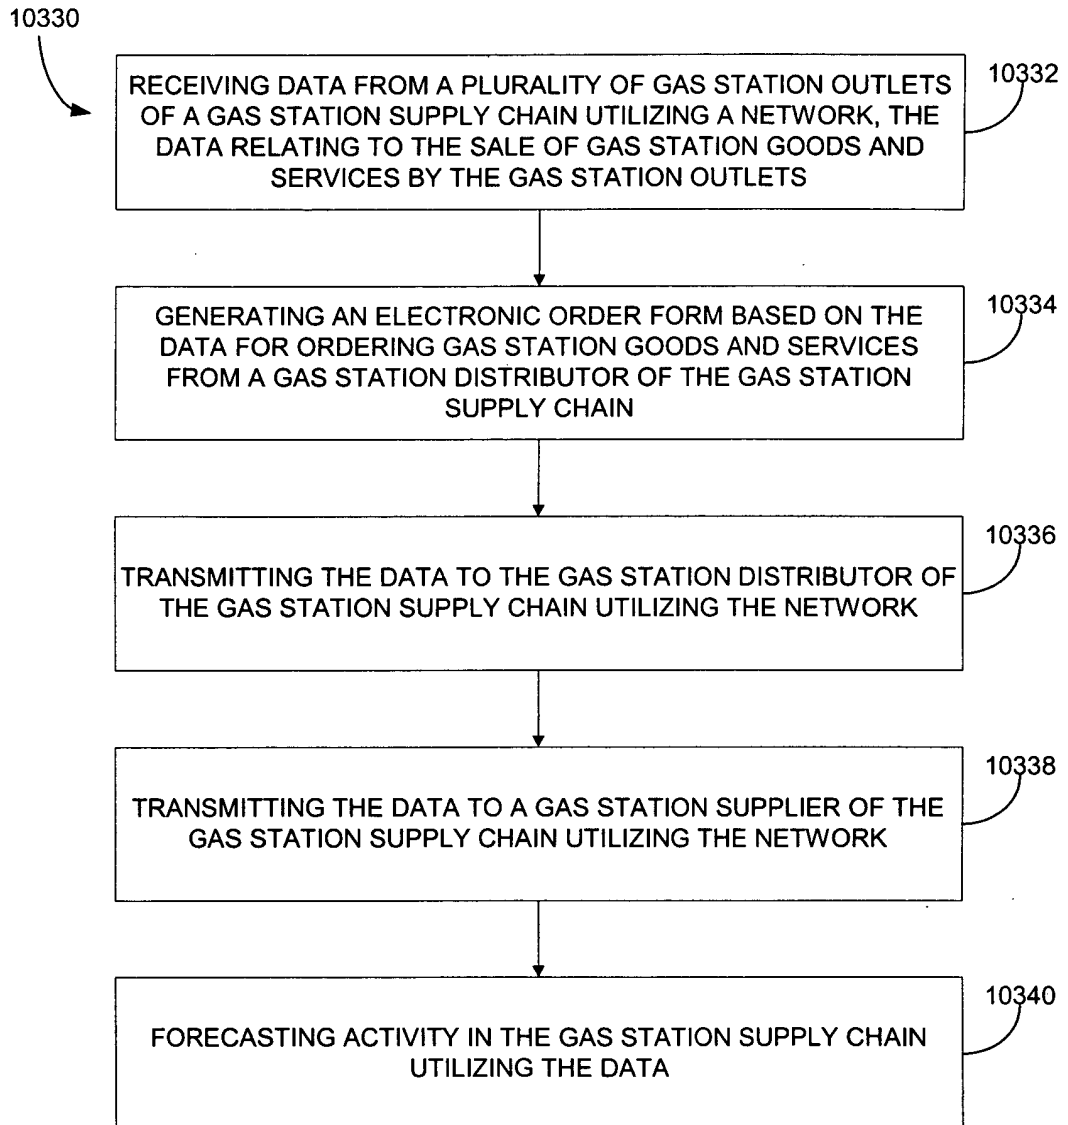 10330
RECEIVING DATA FROM A PLURALITY OF GAS STATION OUTLETS
OF A GAS STATION SUPPLY CHAIN UTILIZING A NETWORK, THE
DATA RELATING TO THE SALE OF GAS STATION GOODS AND
SERVICES BY THE GAS STATION OUTLETS
10332
GENERATING AN ELECTRONIC ORDER FORM BASED ON THE
DATA FOR ORDERING GAS STATION GOODS AND SERVICES
FROM A GAS STATION DISTRIBUTOR OF THE GAS STATION
SUPPLY CHAIN
10334
TRANSMITTING THE DATA TO THE GAS STATION DISTRIBUTOR OF
THE GAS STATION SUPPLY CHAIN UTILIZING THE NETWORK
10336
TRANSMITTING THE DATA TO A GAS STATION SUPPLIER OF THE
GAS STATION SUPPLY CHAIN UTILIZING THE NETWORK
10338
FORECASTING ACTIVITY IN THE GAS STATION SUPPLY CHAIN
UTILIZING THE DATA
10340